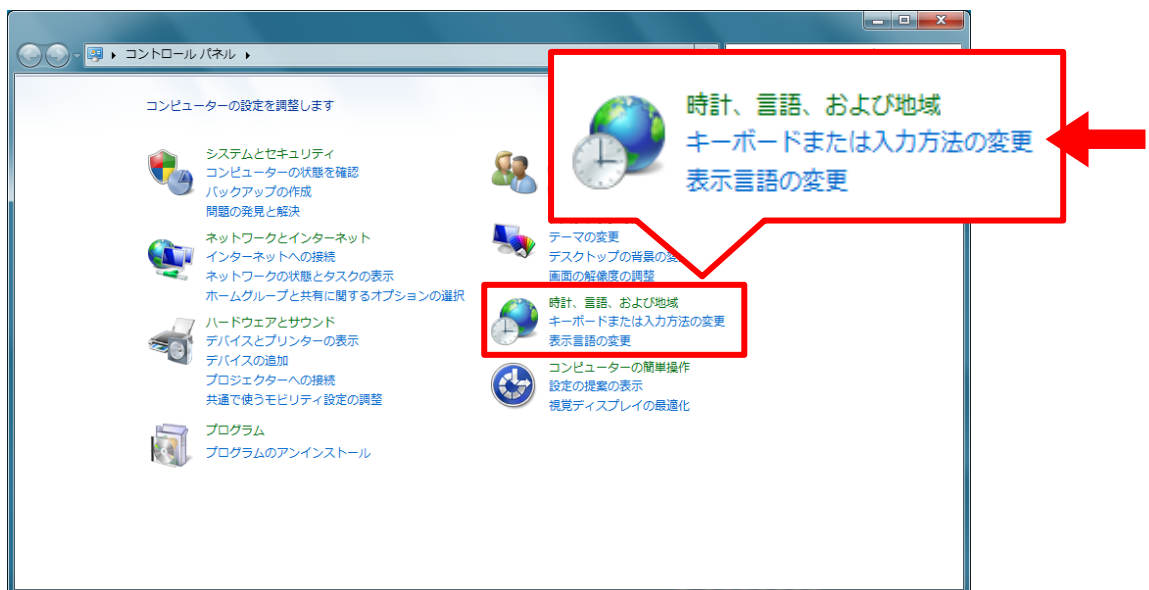 コントロール パネル
コンピューターの設定を調整します
システムとセキュリティ
コンピューターの状態を確認
バックアップの作成
問題の発見と解決
ネットワークとインターネット
インターネットへの接続
ネットワークの状態とタスクの表示
ホームグループと共有に関するオプションの選択
ハードウェアとサウンド
デバイスとプリンターの表示
デバイスの追加
プロジェクターへの接続
共通で使うモビリティ設定の調整
プログラム
プログラムのアンインストール
時計、言語、および地域
キーボードまたは入力方法の変更
表示言語の変更
テーマの変更
デスクトップの背景の変
画面の解像度の調整
時計、言語、および地域
キーボードまたは入力方法の変更
表示言語の変更
コンピューターの簡単操作
設定の提案の表示
視覚ディスプレイの最適化